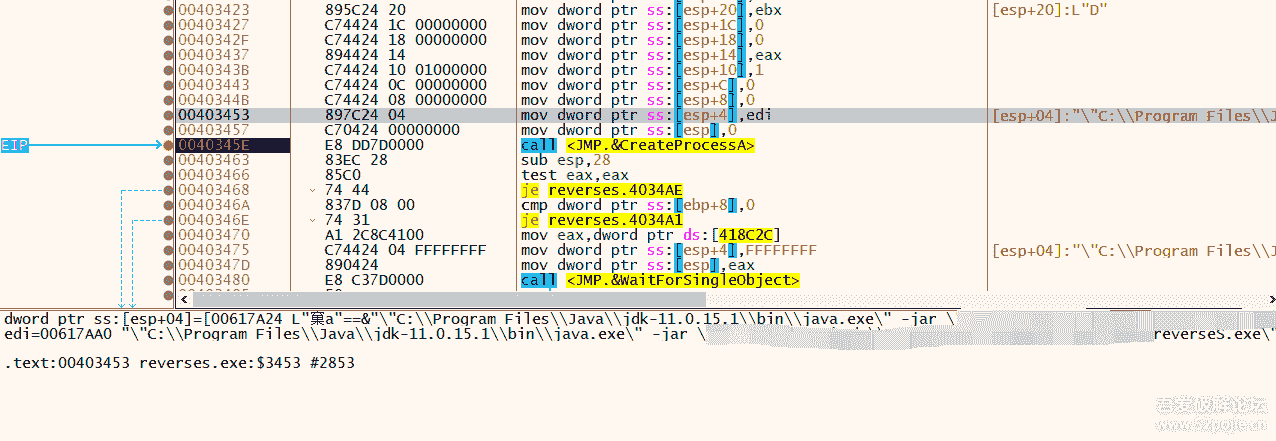 00403423 895C24 20 mov dword ptr ss:[esp+20],ebx [esp+20]:L"D"
00403427 C74424 1C 00000000 mov dword ptr ss:[esp+1C],0
0040342F C74424 18 00000000 mov dword ptr ss:[esp+18],0
00403437 894424 14 mov dword ptr ss:[esp+14],eax
0040343B C74424 10 01000000 mov dword ptr ss:[esp+10],1
00403443 C74424 0C 00000000 mov dword ptr ss:[esp+C],0
0040344B C74424 08 00000000 mov dword ptr ss:[esp+8],0
00403453 897C24 04 mov dword ptr ss:[esp+4],edi [esp+04]:"\"C:\\Program Files\\J
00403457 C70424 00000000 mov dword ptr ss:[esp],0
EIP 0040345E E8 DD7D0000 call <JMP.&CreateProcessA>
00403463 83EC 28 sub esp,28
00403466 85C0 test eax,eax
00403468 74 44 je reverses.4034AE
0040346A 837D 08 00 cmp dword ptr ss:[ebp+8],0
0040346E 74 31 je reverses.4034A1
00403470 A1 2C8C4100 mov eax,dword ptr ds:[418C2C]
00403475 C74424 04 FFFFFFFF mov dword ptr ss:[esp+4],FFFFFFFF [esp+04]:"\"C:\\Program Files\\J
0040347D 890424 mov dword ptr ss:[esp],eax
00403480 E8 C37D0000 call <JMP.&WaitForSingleObject>
dword ptr ss:[esp+04]=[00617A24 L"窠a"==&"\"C:\\Program Files\\Java\\jdk-11.0.15.1\\bin\\java.exe\" -jar \
edi=00617AA0 "\"C:\\Program Files\\Java\\jdk-11.0.15.1\\bin\\java.exe\" -jar \ reverseS.exe\"
.text:00403453 reverses.exe:$3453 #2853
吾爱破解论坛
www.52pojie.cn